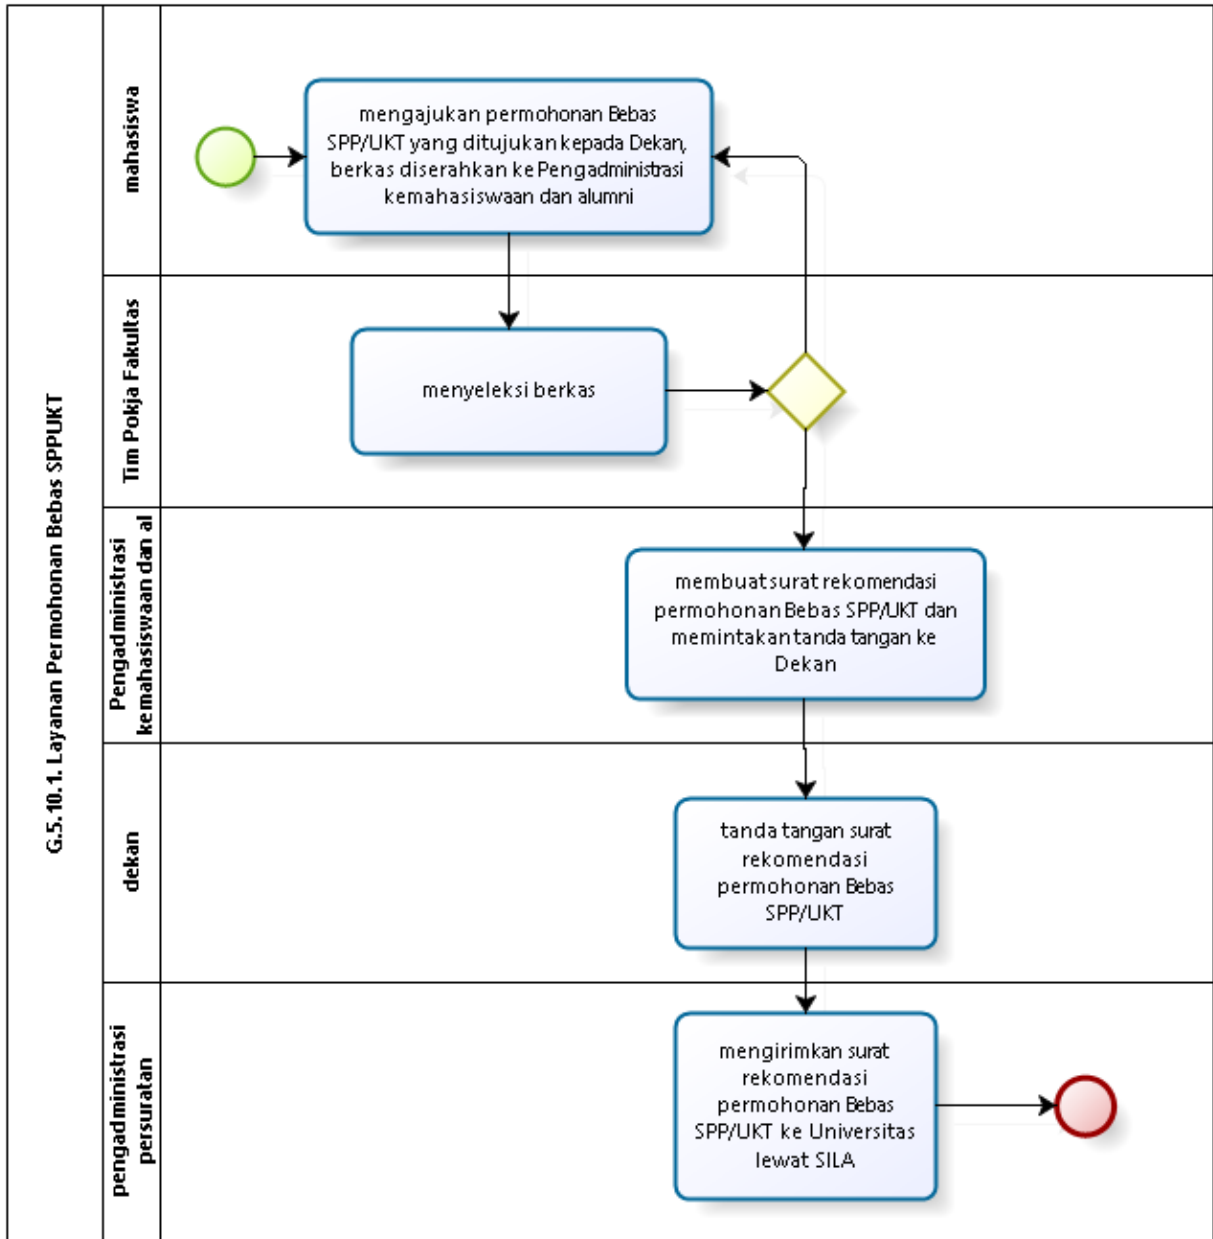 G.5.10.1. Layanan Permohonan Bebas SPPUKT
mahasiswa
mengajukan permohonan Bebas
SPP/UKT yang ditujukan kepada Dekan,
berkas diserahkan ke Pengadministrasi
kemahasiswaan dan alumni
Tim Pokja Fakultas
menyeleksi berkas
Pengadministrasi
kemahasiswaan dan al
membuat surat rekomendasi
permohonan Bebas SPP/UKT dan
memintakan tanda tangan ke
Dekan
dekan
tanda tangan surat
rekomendasi
permohonan Bebas
SPP/UKT
pengadministrasi
persuratan
mengirimkan surat
rekomendasi
permohonan Bebas
SPP/UKT ke Universitas
lewat SILA